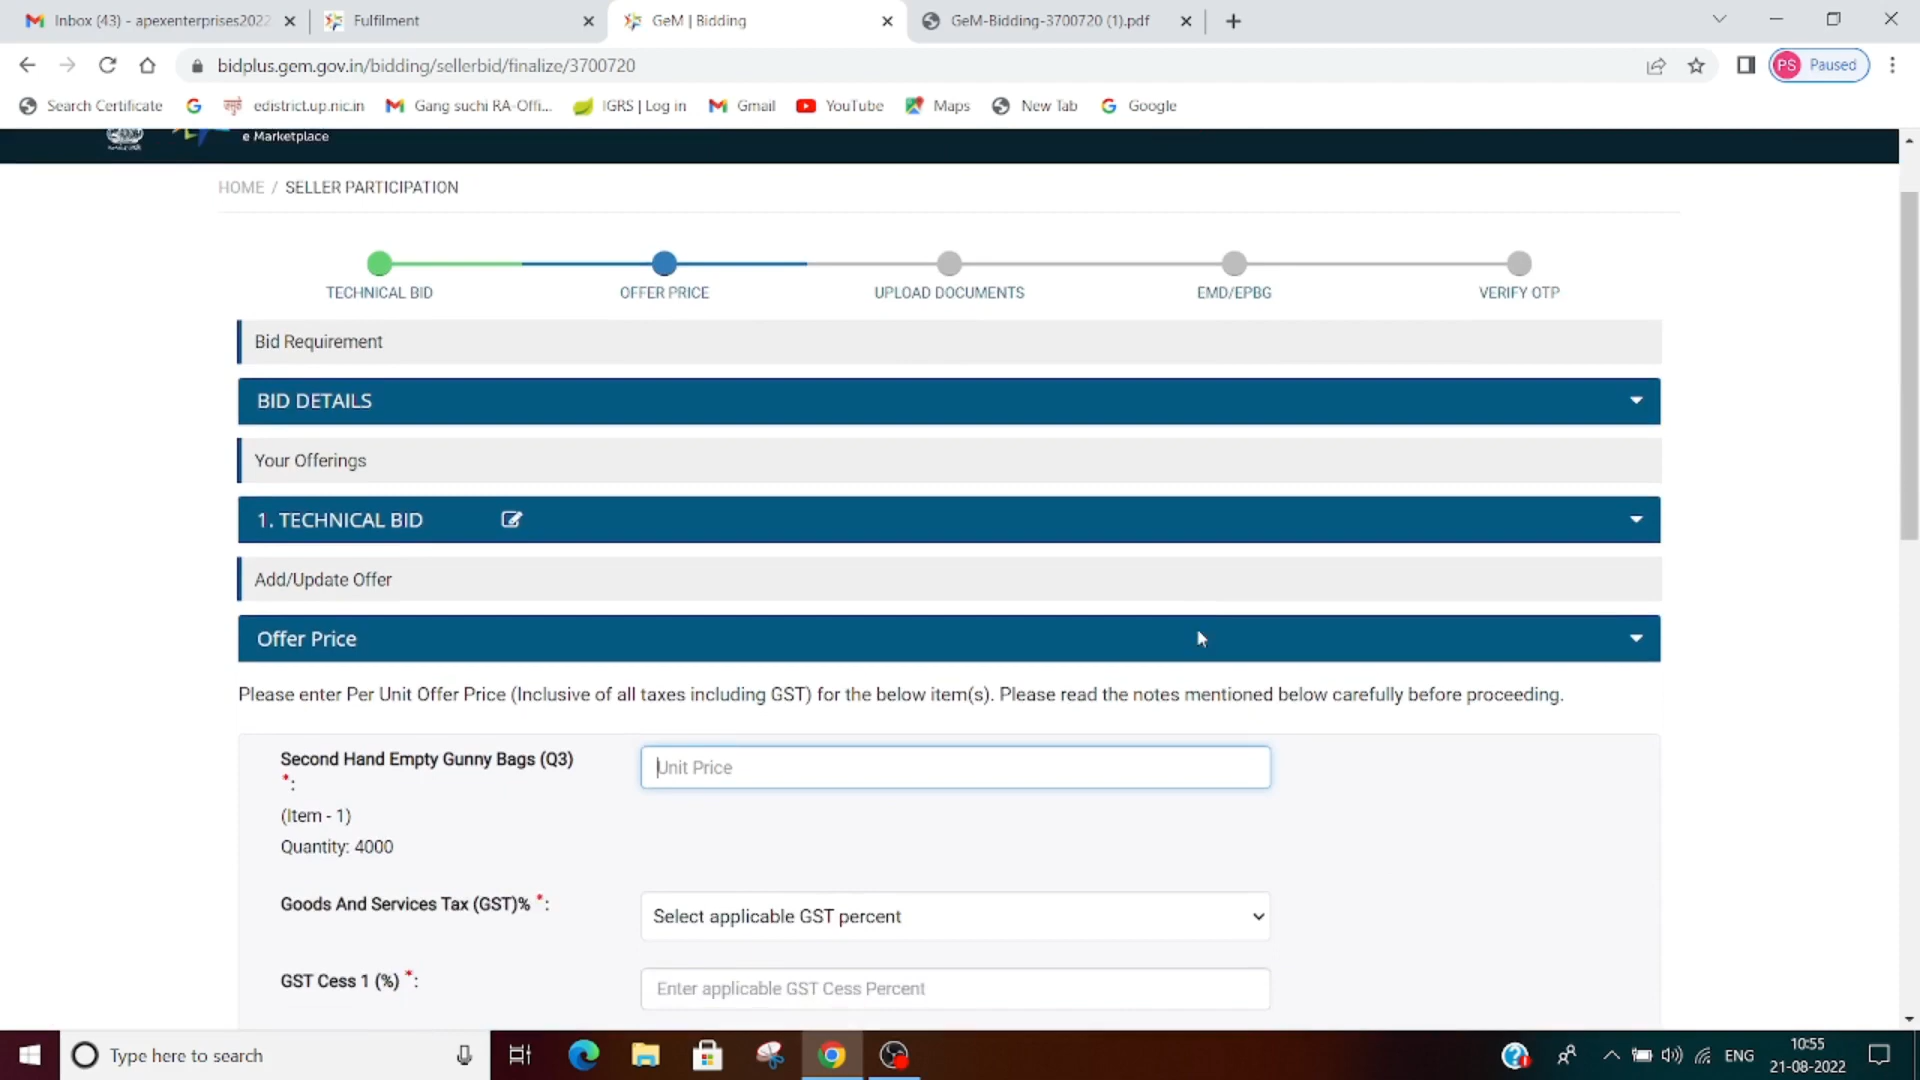 Inbox (43) - apexenterprises2022
Fulfilment
GeM | Bidding
GeM-Bidding-3700720 (1).pdf
bidplus.gem.gov.in/bidding/sellerbid/finalize/3700720
PS Paused
Search Certificate
edistrict.up.nic.in
Gang suchi RA-Offi...
IGRS | Log in
Gmail
YouTube
Maps
New Tab
Google
e Marketplace
HOME / SELLER PARTICIPATION
TECHNICAL BID
OFFER PRICE
UPLOAD DOCUMENTS
EMD/EPBG
VERIFY OTP
Bid Requirement
BID DETAILS
Your Offerings
1. TECHNICAL BID
Add/Update Offer
Offer Price
Please enter Per Unit Offer Price (Inclusive of all taxes including GST) for the below item(s). Please read the notes mentioned below carefully before proceeding.
Second Hand Empty Gunny Bags (Q3)
*:
Unit Price
(Item - 1)
Quantity: 4000
Goods And Services Tax (GST)% *:
Select applicable GST percent
GST Cess 1 (%) *:
Enter applicable GST Cess Percent
Type here to search
ENG
10:55
21-08-2022